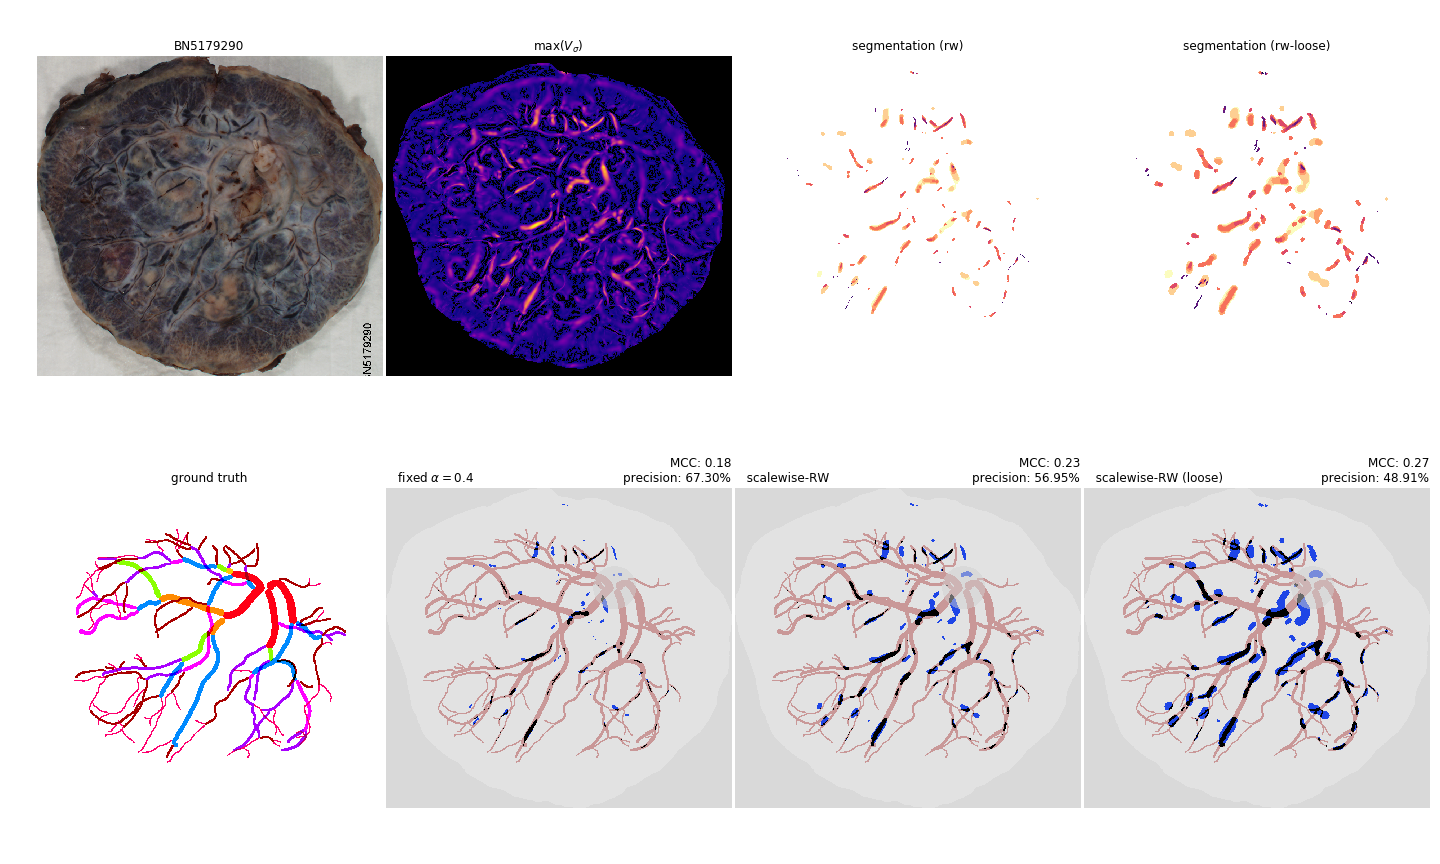 BN5179290
max(V_σ)
segmentation (rw)
segmentation (rw-loose)
BN5179290
ground truth
fixed α = 0.4
MCC: 0.18
precision: 67.30%
scalewise-RW
MCC: 0.23
precision: 56.95%
scalewise-RW (loose)
MCC: 0.27
precision: 48.91%